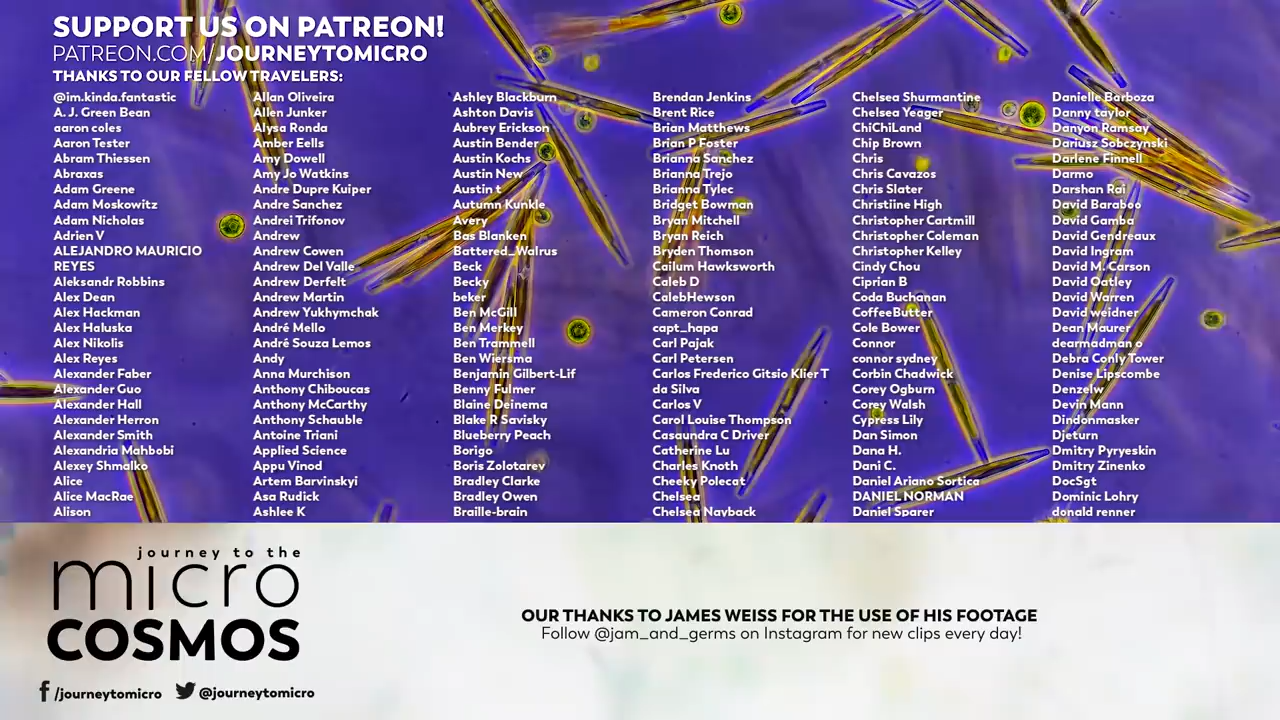 SUPPORT US ON PATREON!
PATREON.COM/JOURNEYTOMICRO
THANKS TO OUR FELLOW TRAVELERS:
@im.kinda.fantastic
A. J. Green Bean
aaron coles
Aaron Tester
Abram Thiessen
Abraxas
Adam Greene
Adam Moskowitz
Adam Nicholas
Adrien V
ALEJANDRO MAURICIO
REYES
Aleksandr Robbins
Alex Dean
Alex Hackman
Alex Haluska
Alex Nikolis
Alex Reyes
Alexander Faber
Alexander Guo
Alexander Hall
Alexander Herron
Alexander Smith
Alexandria Mahbobi
Alexey Shmalko
Alice
Alice MacRae
Alison
Allan Oliveira
Allen Junker
Alysa Ronda
Amber Eells
Amy Dowell
Amy Jo Watkins
Andre Dupre Kuiper
Andre Sanchez
Andrei Trifonov
Andrew
Andrew Cowen
Andrew Del Valle
Andrew Derfelt
Andrew Martin
Andrew Yukhymchak
André Mello
André Souza Lemos
Andy
Anna Murchison
Anthony Chiboucas
Anthony McCarthy
Anthony Schauble
Antoine Triani
Applied Science
Appu Vinod
Artem Barvinskyi
Asa Rudick
Ashlee K
Ashley Blackburn
Ashton Davis
Aubrey Erickson
Austin Bender
Austin Kochs
Austin New
Austin t
Autumn Kunkle
Avery
Bas Blanken
Battered_Walrus
Beck
Becky
beker
Ben McGill
Ben Merkey
Ben Trammell
Ben Wiersma
Benjamin Gilbert-Lif
Benny Fulmer
Blaine Deinema
Blake R Savisky
Blueberry Peach
Borigo
Boris Zolotarev
Bradley Clarke
Bradley Owen
Braille-brain
Brendan Jenkins
Brent Rice
Brian Matthews
Brian P Foster
Brianna Sanchez
Brianna Trejo
Brianna Tylec
Bridget Bowman
Bryan Mitchell
Bryan Reich
Bryden Thomson
Cailum Hawksworth
Caleb D
CalebHewson
Cameron Conrad
capt_hapa
Carl Pajak
Carl Petersen
Carlos Frederico Gitsio Klier T
da Silva
Carlos V
Carol Louise Thompson
Casaundra C Driver
Catherine Lu
Charles Knoth
Cheeky Polecat
Chelsea
Chelsea Nayback
Chelsea Shurmantine
Chelsea Yeager
ChiChiLand
Chip Brown
Chris
Chris Cavazos
Chris Slater
Christiine High
Christopher Cartmill
Christopher Coleman
Christopher Kelley
Cindy Chou
Ciprian B
Coda Buchanan
CoffeeButter
Cole Bower
Connor
connor sydney
Corbin Chadwick
Corey Ogburn
Corey Walsh
Cypress Lily
Dan Simon
Dana H.
Dani C.
Daniel Ariano Sortica
DANIEL NORMAN
Daniel Sparer
Danielle Barboza
Danny taylor
Danyon Ramsay
Dariusz Sobczynski
Darlene Finnell
Darmo
Darshan Rai
David Baraboo
David Gamba
David Gendreaux
David Ingram
David M. Carson
David Oatley
David Warren
David weidner
Dean Maurer
dearmadman o
Debra Conly Tower
Denise Lipscombe
Denzelw
Devin Mann
Dindonmasker
Djeturn
Dmitry Pyryeskin
Dmitry Zinenko
DocSgt
Dominic Lohry
donald renner
journey to the
micro
COSMOS
f /journeytomicro
@journeytomicro
OUR THANKS TO JAMES WEISS FOR THE USE OF HIS FOOTAGE
Follow @jam_and_germs on Instagram for new clips every day!